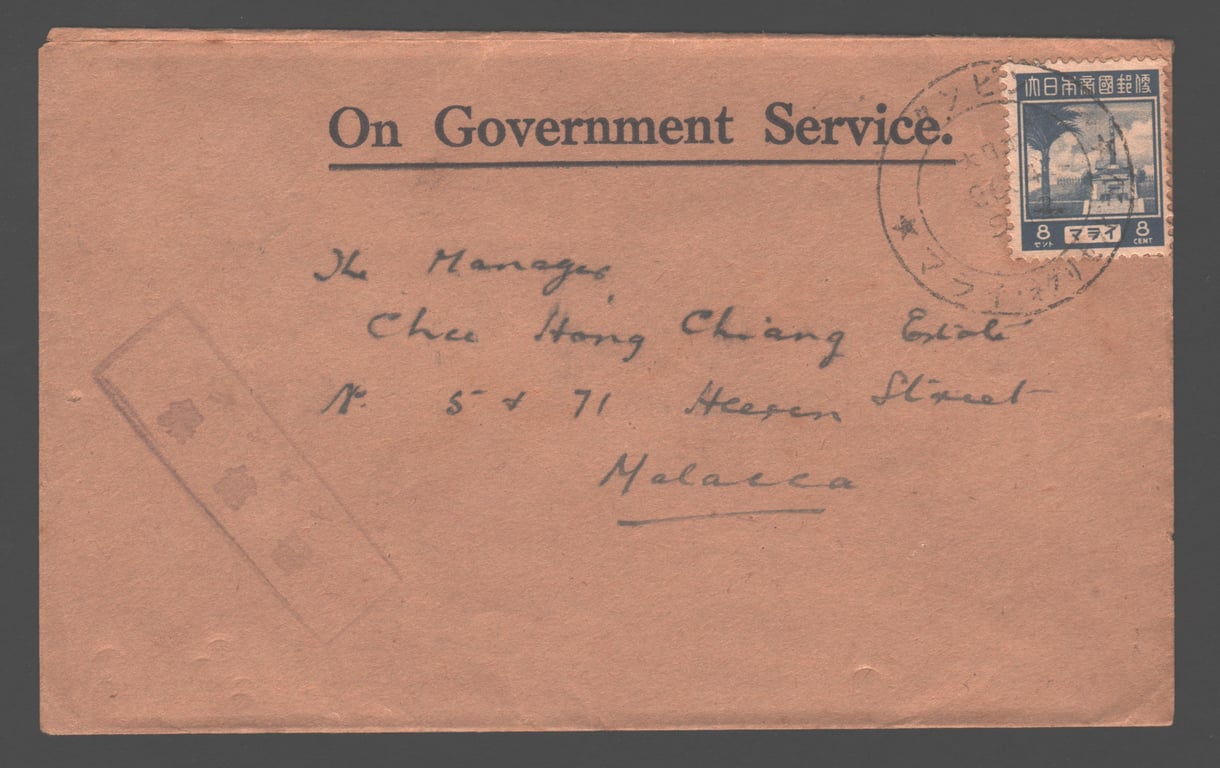 On Government Service.
大日本帝國郵便
8 マライ 8
セント CENT
The Manager,
Chee Hong Chiang Estate
No. 5 & 71 Heeren Street
Malacca